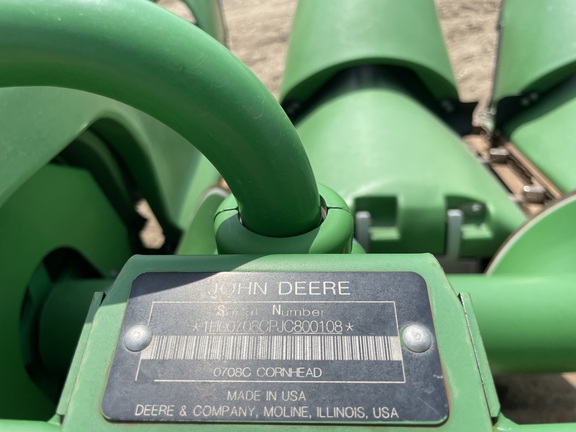 JOHN DEERE
Serial Number
*1H00708CPJC800108*
0708C CORNHEAD
MADE IN USA
DEERE & COMPANY, MOLINE, ILLINOIS, USA